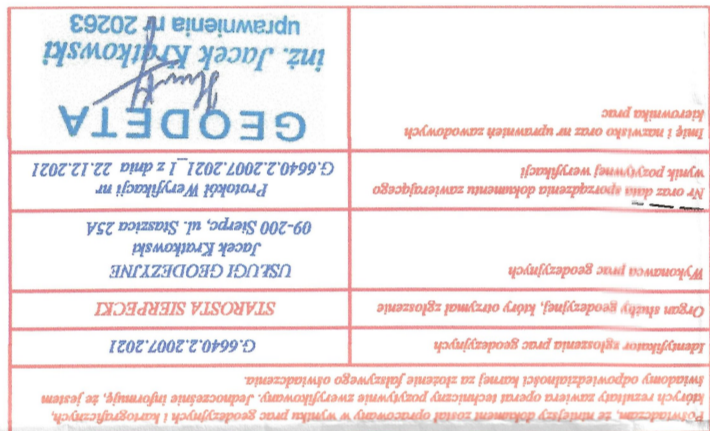 Poświadczam, że niniejszy dokument został opracowany w wyniku prac geodezyjnych i kartograficznych,
których rezultaty zawiera operat techniczny pozytywnie zweryfikowany. Jednocześnie informuję, że jestem
świadomy odpowiedzialności karnej za złożenie fałszywego oświadczenia.
Identyfikator zgłoszenia prac geodezyjnych
G.6640.2.2007.2021
Organ służby geodezyjnej, który otrzymał zgłoszenie
STAROSTA SIERPECKI
Wykonawca prac geodezyjnych
USŁUGI GEODEZYJNE
Jacek Kratkowski
09-200 Sierpc, ul. Staszica 25A
Nr oraz data sporządzenia dokumentu zawierającego
wynik pozytywnej weryfikacji
Protokół Weryfikacji nr
G.6640.2.2007.2021_1 z dnia 22.12.2021
Imię i nazwisko oraz nr uprawnień zawodowych
kierownika prac
GEODETA
inż. Jacek Kratkowski
uprawnienia nr 20263